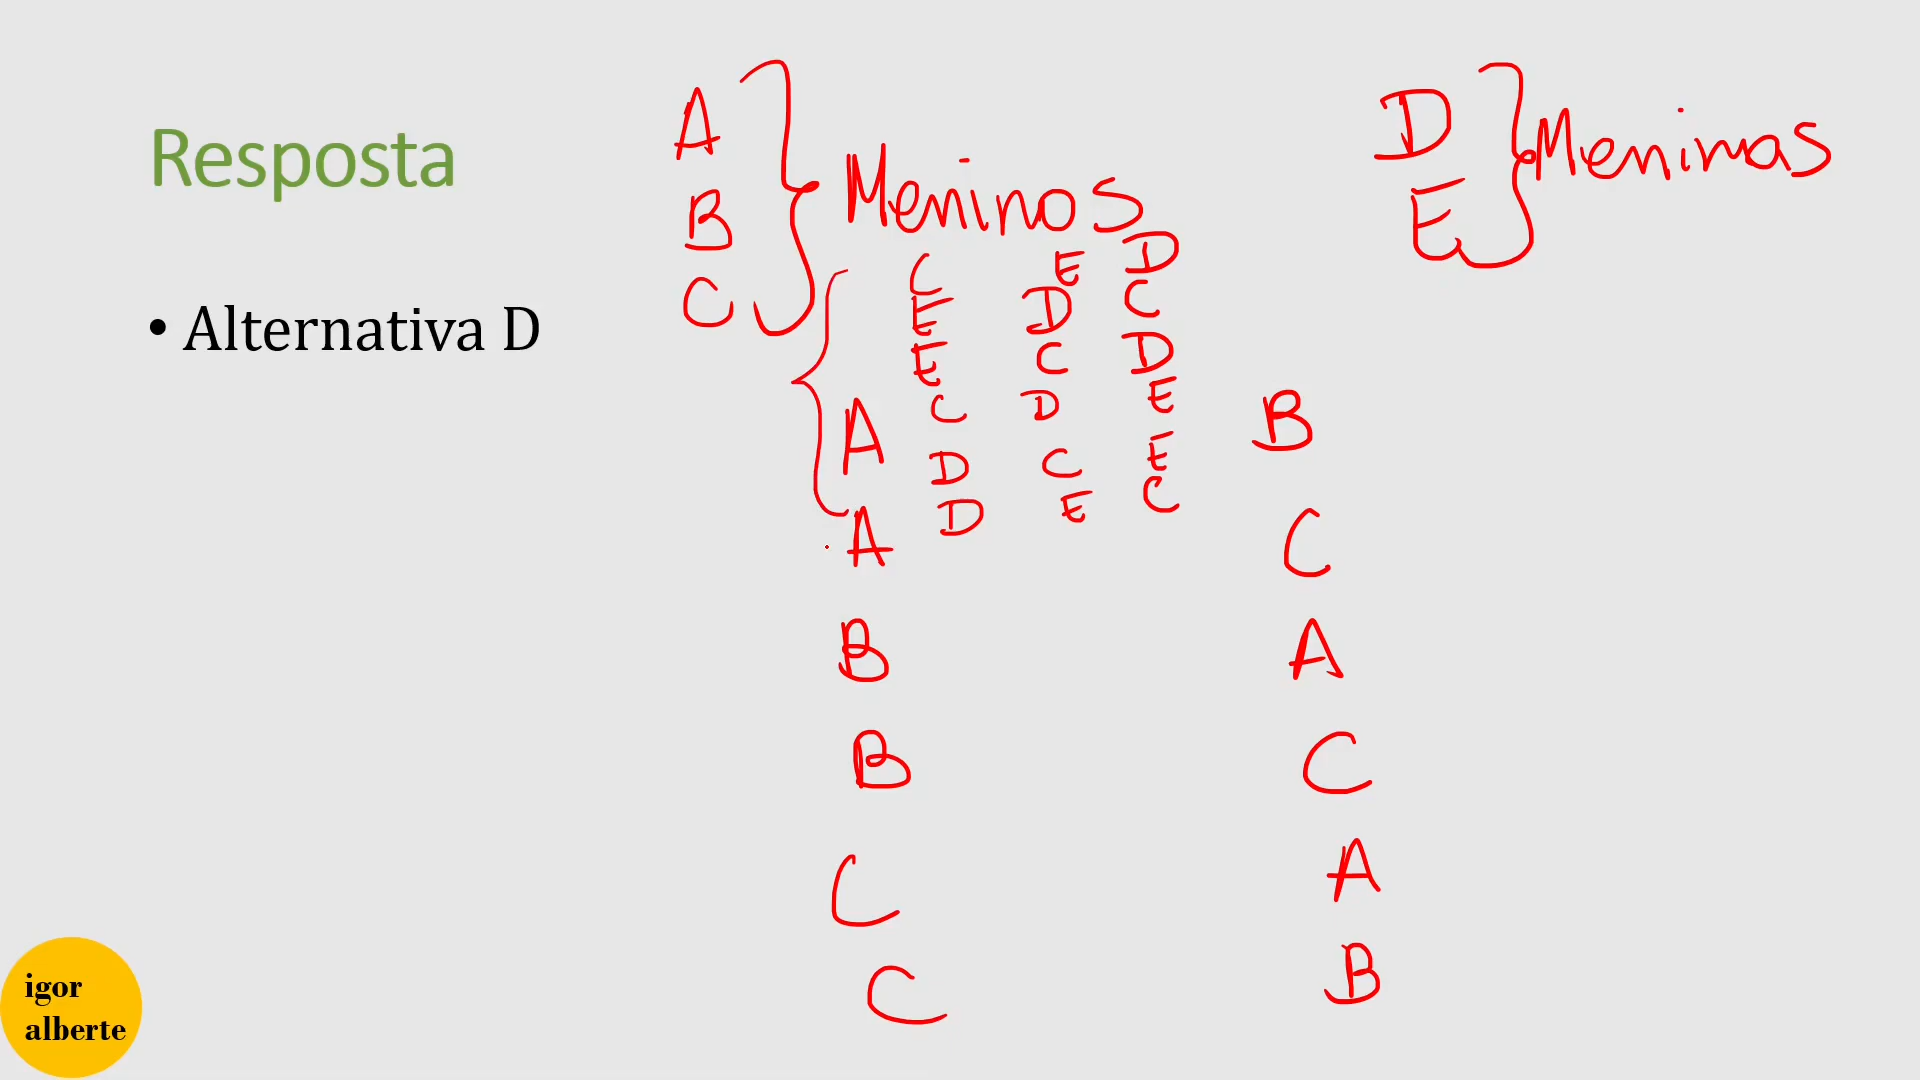 Resposta
• Alternativa D
A
B
C
Meninos
D
E
Meninas
C E D
E D C
E C D
A C D E B
D C E
D E C
A C
B A
B C
C A
C B
igor
alberte